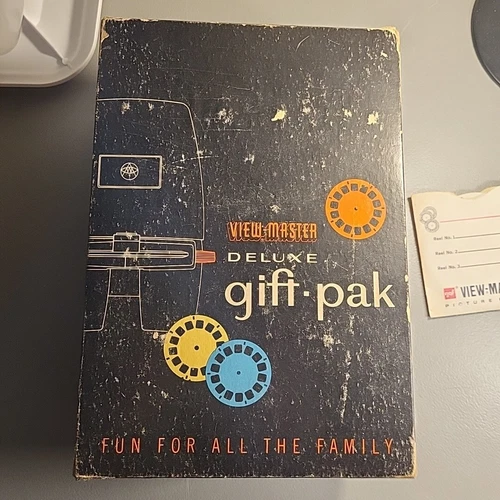 VIEW-MASTER
DELUXE
gift·pak
FUN FOR ALL THE FAMILY
Reel No. 1
Reel No. 2
Reel No. 3
VIEW-MA
PICTURE